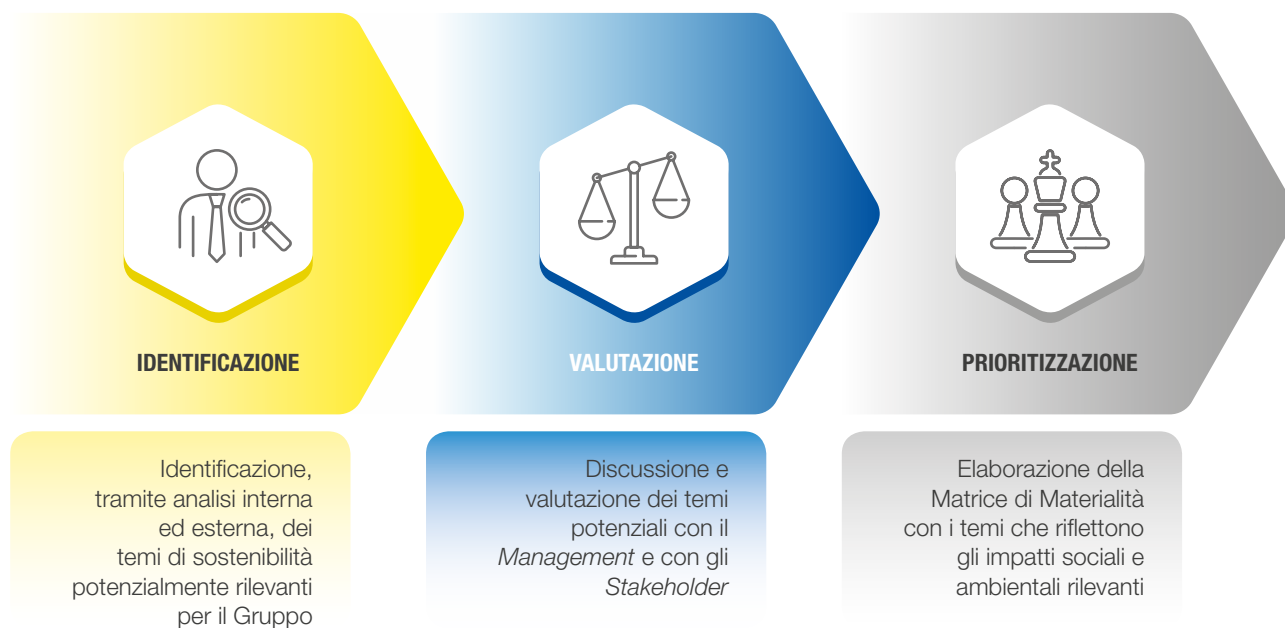 IDENTIFICAZIONE
Identificazione,
tramite analisi interna
ed esterna, dei
temi di sostenibilità
potenzialmente rilevanti
per il Gruppo
VALUTAZIONE
Discussione e
valutazione dei temi
potenziali con il
Management e con gli
Stakeholder
PRIORITIZZAZIONE
Elaborazione della
Matrice di Materialità
con i temi che riflettono
gli impatti sociali e
ambientali rilevanti